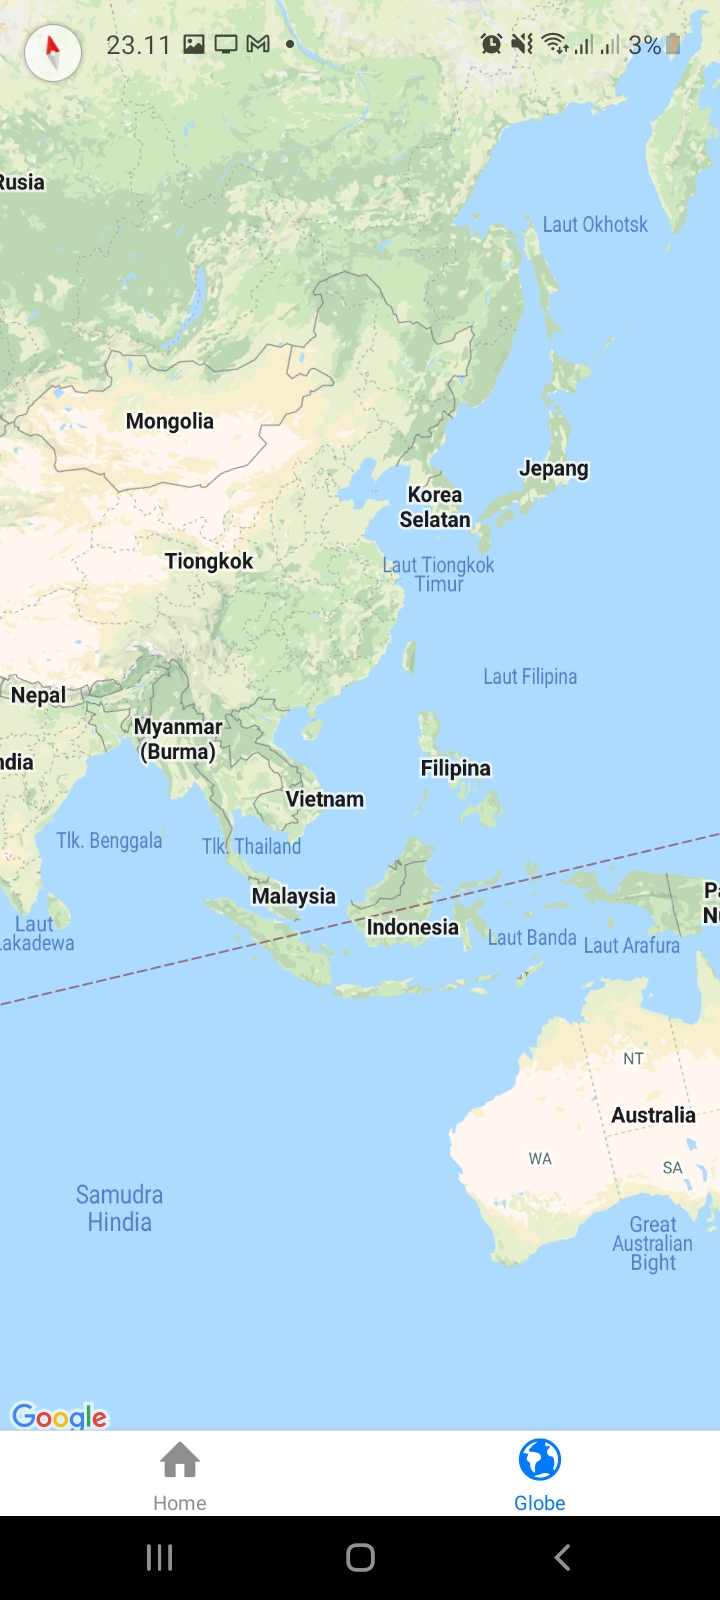 23.11
3%
Rusia
Laut Okhotsk
Mongolia
Jepang
Korea
Selatan
Tiongkok
Laut Tiongkok
Timur
Laut Filipina
Nepal
Myanmar
(Burma)
ndia
Filipina
Vietnam
Tlk. Benggala
Tlk. Thailand
Malaysia
Pa
Nu
Indonesia
Laut
Lakadewa
Laut Banda
Laut Arafura
NT
Australia
WA
SA
Samudra
Hindia
Great
Australian
Bight
Google
Home
Globe